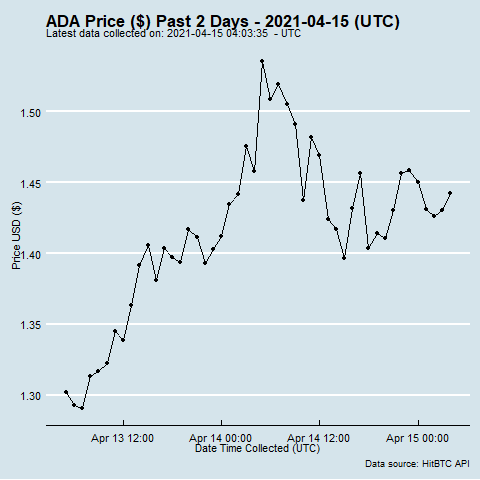 ADA Price ($) Past 2 Days - 2021-04-15 (UTC)
Latest data collected on: 2021-04-15 04:03:35 - UTC
1.50
1.45
1.40
1.35
1.30
Price USD ($)
Apr 13 12:00 Apr 14 00:00 Apr 14 12:00 Apr 15 00:00
Date Time Collected (UTC)
Data source: HitBTC API